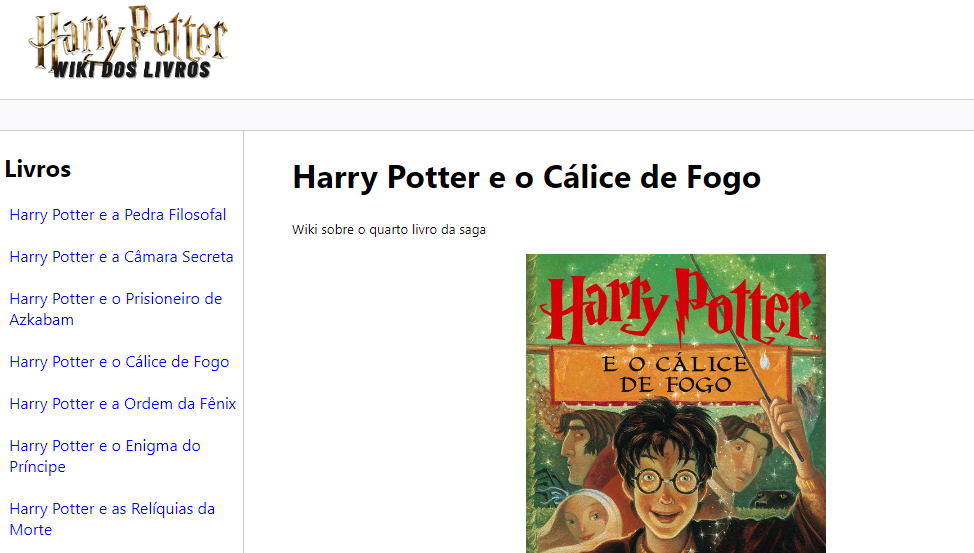 Harry Potter
WIKI DOS LIVROS
Livros
Harry Potter e a Pedra Filosofal
Harry Potter e a Câmara Secreta
Harry Potter e o Prisioneiro de
Azkabam
Harry Potter e o Cálice de Fogo
Harry Potter e a Ordem da Fênix
Harry Potter e o Enigma do
Príncipe
Harry Potter e as Relíquias da
Morte
Harry Potter e o Cálice de Fogo
Wiki sobre o quarto livro da saga
Harry Potter
E O CÁLICE
DE FOGO